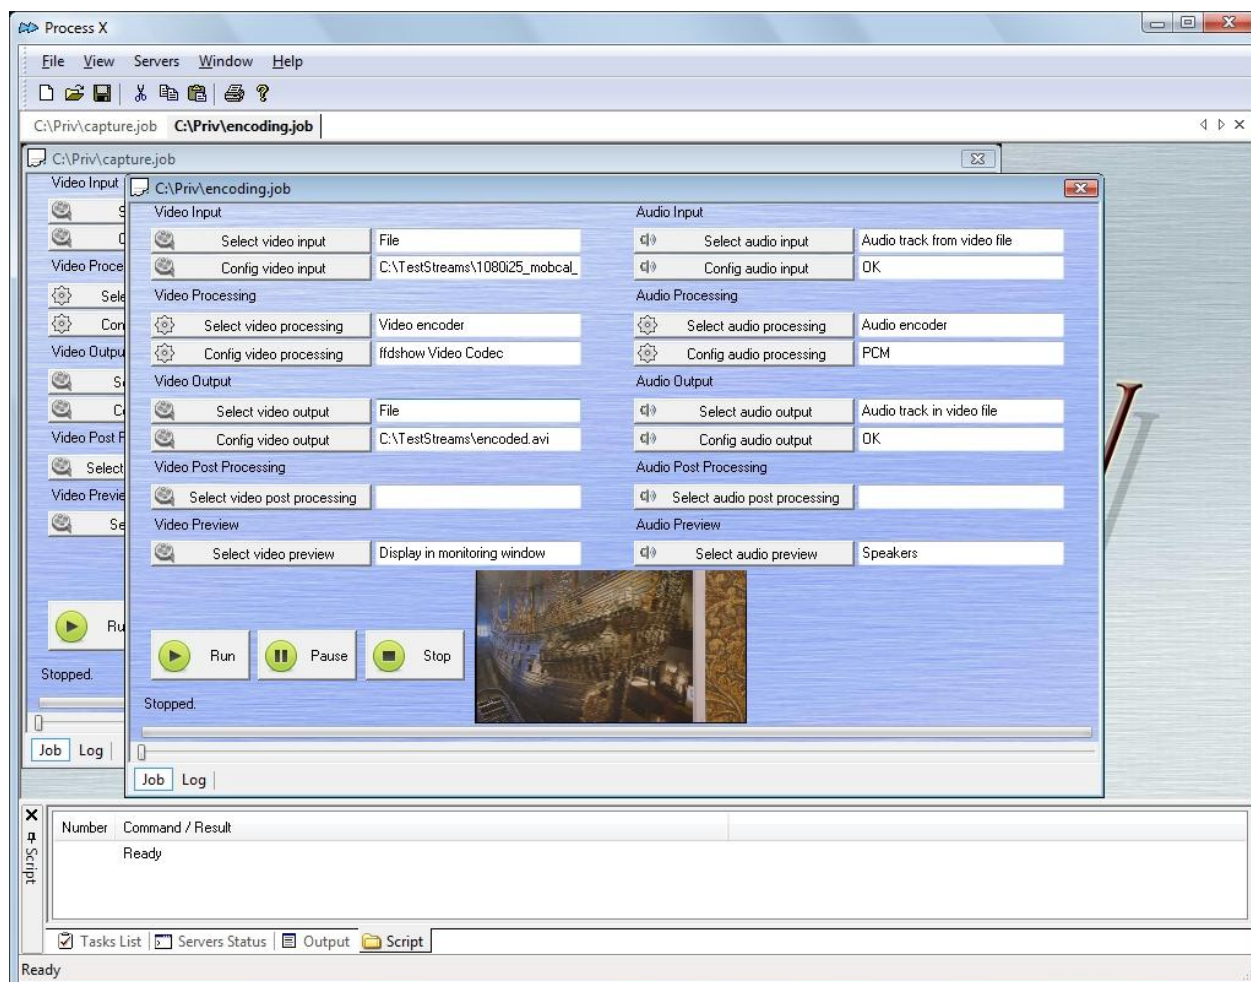 Process X
File View Servers Window Help
C:\Priv\capture.job C:\Priv\encoding.job
C:\Priv\capture.job
Video Input
Video Proce
Sele
Con
Video Outpu
Video Post P
Select
Video Previe
Se
Ru
Stopped.
Job Log
C:\Priv\encoding.job
Video Input
Select video input File
Config video input C:\TestStreams\1080i25_mobcal_
Video Processing
Select video processing Video encoder
Config video processing ffdshow Video Codec
Video Output
Select video output File
Config video output C:\TestStreams\encoded.avi
Video Post Processing
Select video post processing
Video Preview
Select video preview Display in monitoring window
Audio Input
Select audio input Audio track from video file
Config audio input OK
Audio Processing
Select audio processing Audio encoder
Config audio processing PCM
Audio Output
Select audio output Audio track in video file
Config audio output OK
Audio Post Processing
Select audio post processing
Audio Preview
Select audio preview Speakers
Run Pause Stop
Stopped.
Job Log
Script
Number Command / Result
Ready
Tasks List Servers Status Output Script
Ready